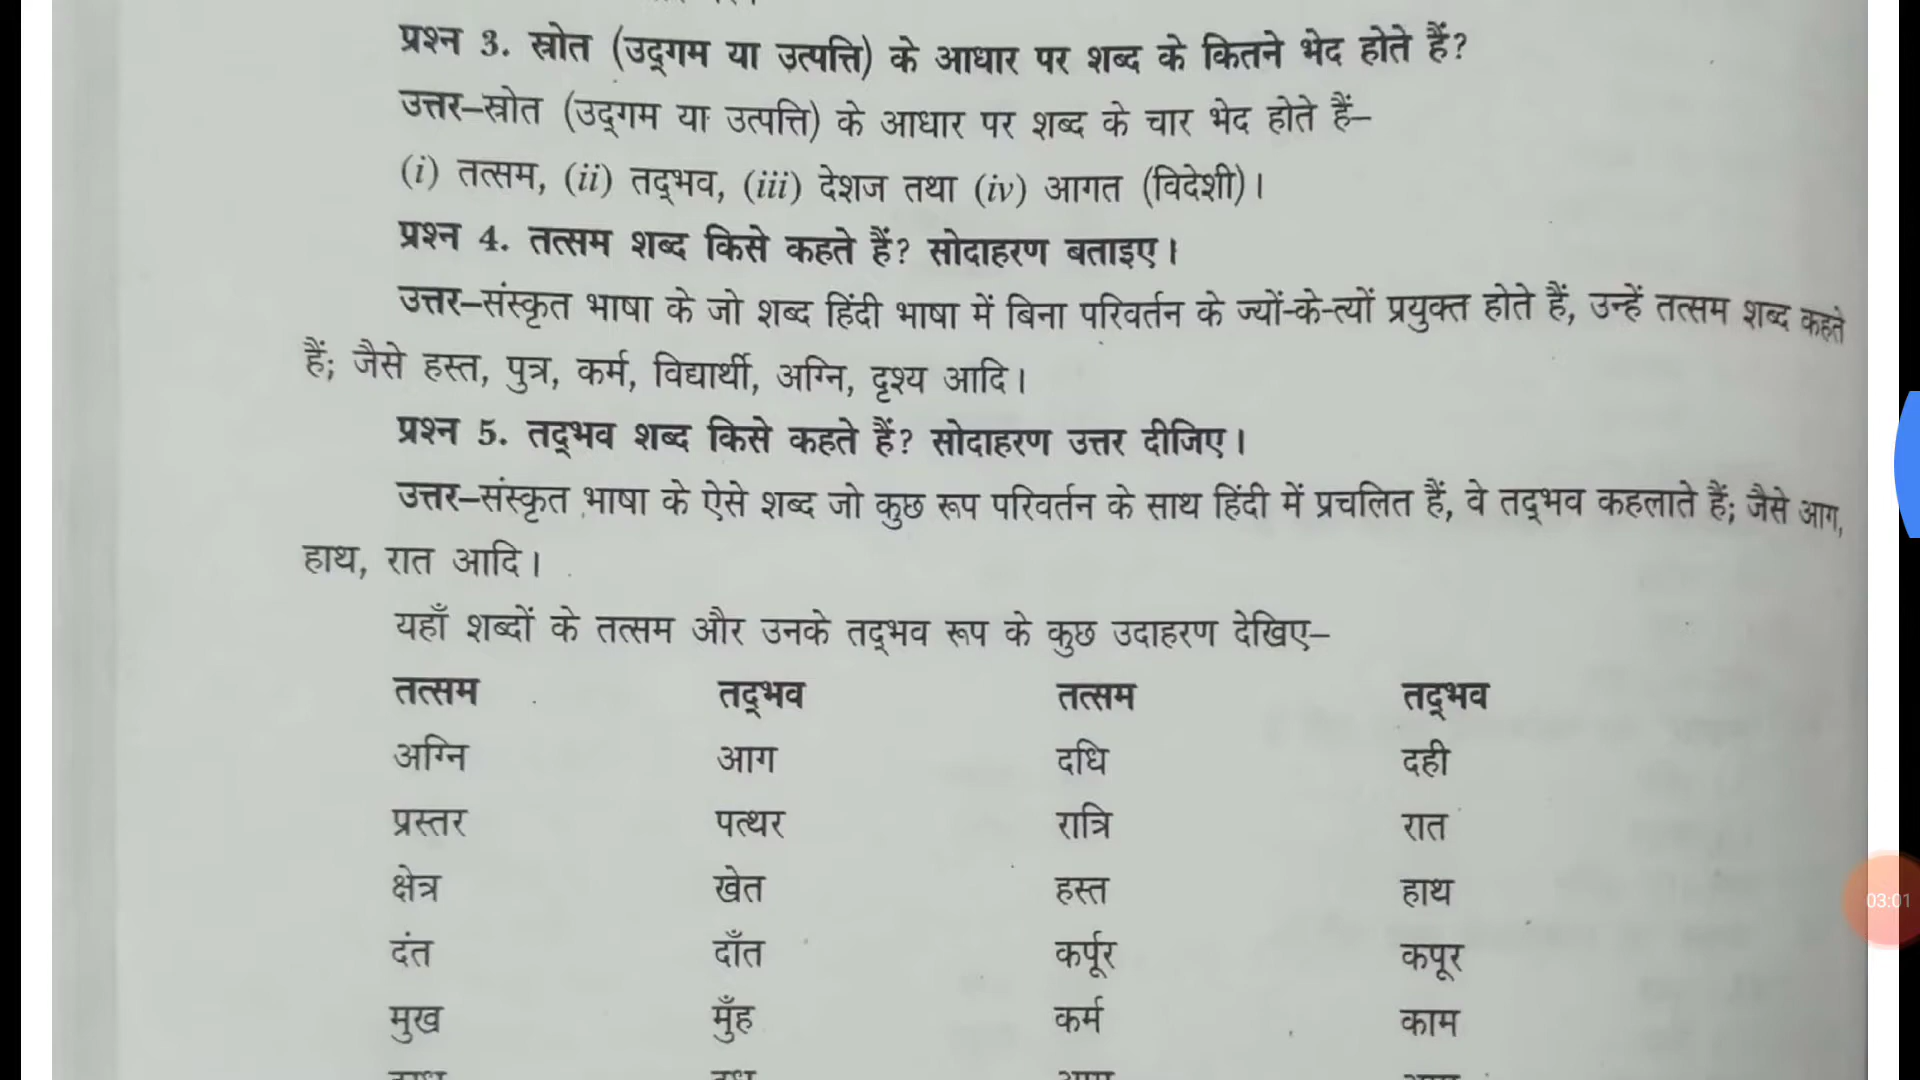 प्रश्न 3. स्रोत (उद्‌गम या उत्पत्ति) के आधार पर शब्द के कितने भेद होते हैं?
उत्तर–स्रोत (उद्‌गम या उत्पत्ति) के आधार पर शब्द के चार भेद होते हैं–
(i) तत्सम, (ii) तद्‌भव, (iii) देशज तथा (iv) आगत (विदेशी)।
प्रश्न 4. तत्सम शब्द किसे कहते हैं? सोदाहरण बताइए।
उत्तर–संस्कृत भाषा के जो शब्द हिंदी भाषा में बिना परिवर्तन के ज्यों-के-त्यों प्रयुक्त होते हैं, उन्हें तत्सम शब्द कहते
हैं; जैसे हस्त, पुत्र, कर्म, विद्यार्थी, अग्नि, दृश्य आदि।
प्रश्न 5. तद्‌भव शब्द किसे कहते हैं? सोदाहरण उत्तर दीजिए।
उत्तर–संस्कृत भाषा के ऐसे शब्द जो कुछ रूप परिवर्तन के साथ हिंदी में प्रचलित हैं, वे तद्‌भव कहलाते हैं; जैसे आग,
हाथ, रात आदि।
यहाँ शब्दों के तत्सम और उनके तद्‌भव रूप के कुछ उदाहरण देखिए–
तत्सम तद्‌भव तत्सम तद्‌भव
अग्नि आग दधि दही
प्रस्तर पत्थर रात्रि रात
क्षेत्र खेत हस्त हाथ
03:01
दंत दाँत कर्पूर कपूर
मुख मुँह कर्म काम